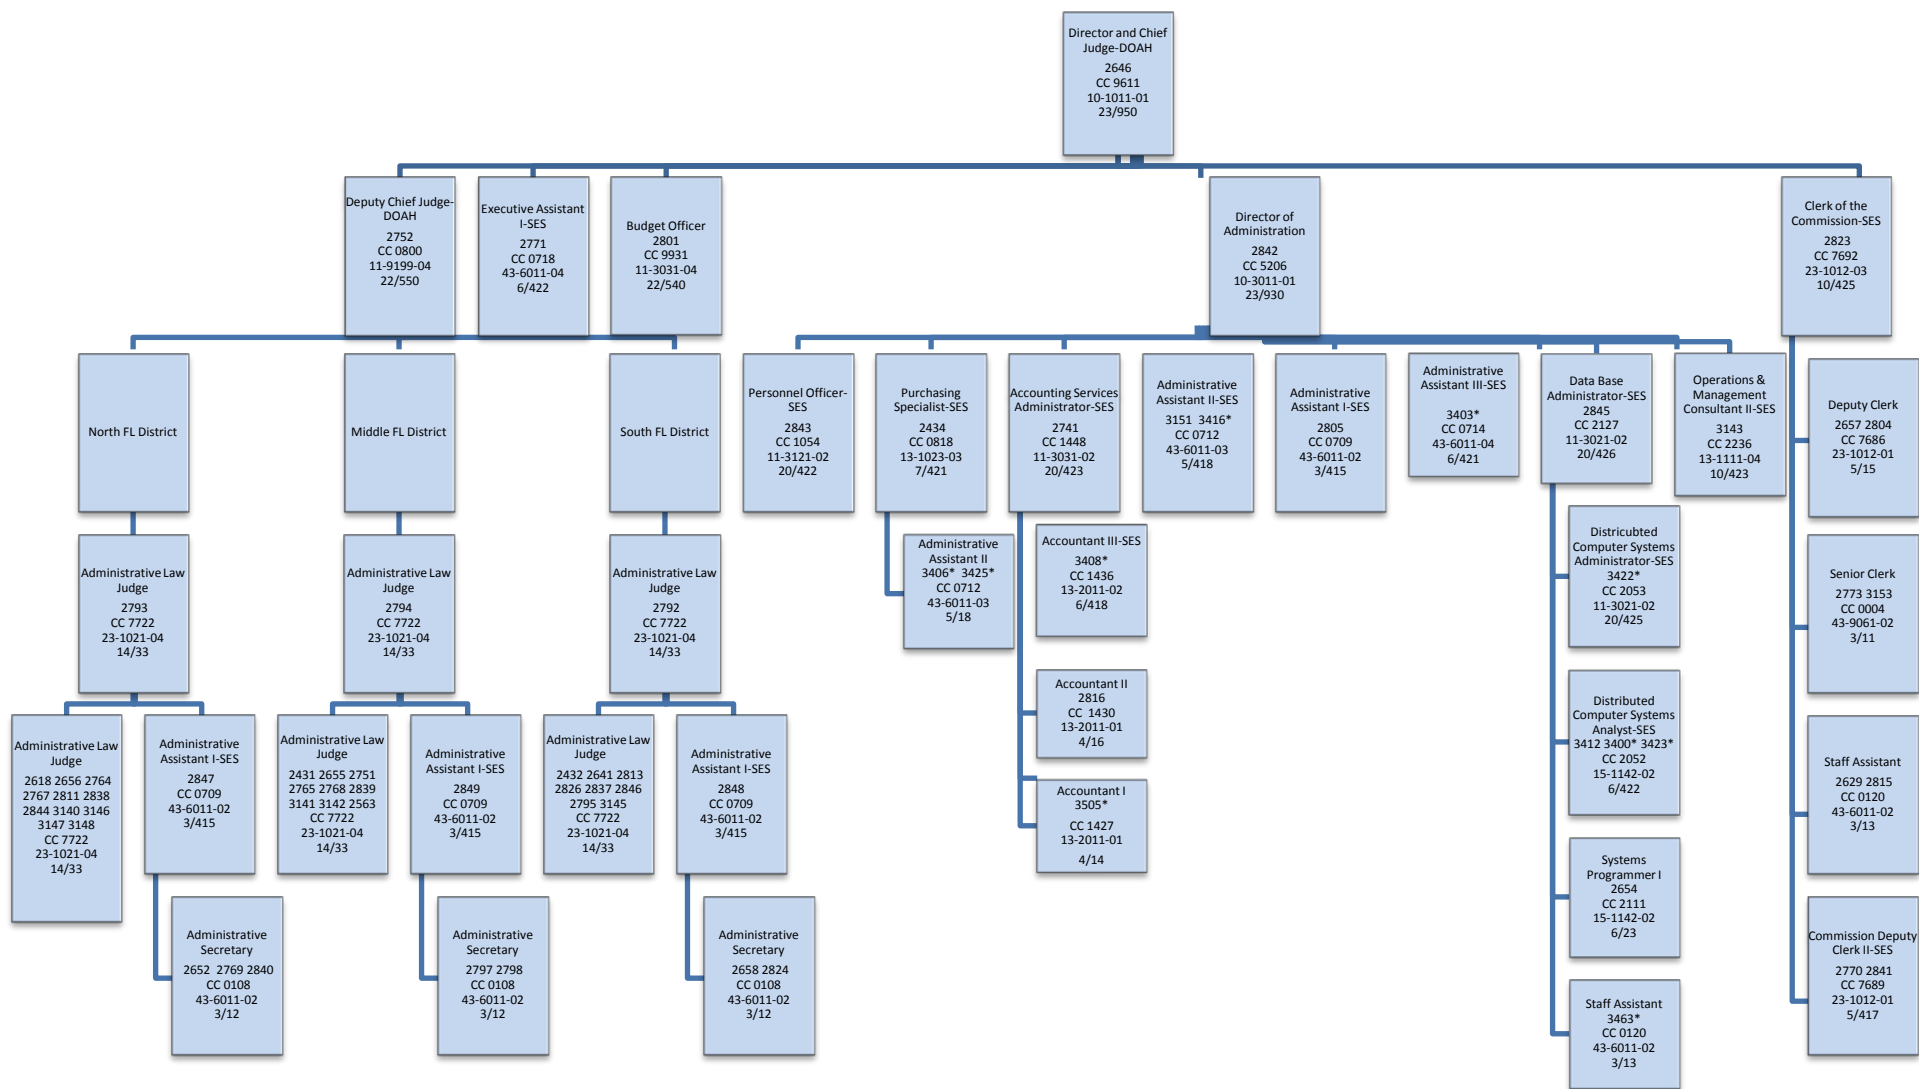 Director and Chief
Judge-DOAH
2646
CC 9611
10-1011-01
23/950
Deputy Chief Judge-
DOAH
2752
CC 0800
11-9199-04
22/550
Executive Assistant
I-SES
2771
CC 0718
43-6011-04
6/422
Budget Officer
2801
CC 9931
11-3031-04
22/540
Director of
Administration
2842
CC 5206
10-3011-01
23/930
Clerk of the
Commission-SES
2823
CC 7692
23-1012-03
10/425
North FL District
Middle FL District
South FL District
Personnel Officer-
SES
2843
CC 1054
11-3121-02
20/422
Purchasing
Specialist-SES
2434
CC 0818
13-1023-03
7/421
Accounting Services
Administrator-SES
2741
CC 1448
11-3031-02
20/423
Administrative
Assistant II-SES
3151 3416*
CC 0712
43-6011-03
5/418
Administrative
Assistant I-SES
2805
CC 0709
43-6011-02
3/415
Administrative
Assistant III-SES
3403*
CC 0714
43-6011-04
6/421
Data Base
Administrator-SES
2845
CC 2127
11-3021-02
20/426
Operations &
Management
Consultant II-SES
3143
CC 2236
13-1111-04
10/423
Deputy Clerk
2657 2804
CC 7686
23-1012-01
5/15
Administrative Law
Judge
2793
CC 7722
23-1021-04
14/33
Administrative Law
Judge
2794
CC 7722
23-1021-04
14/33
Administrative Law
Judge
2792
CC 7722
23-1021-04
14/33
Administrative
Assistant II
3406* 3425*
CC 0712
43-6011-03
5/18
Accountant III-SES
3408*
CC 1436
13-2011-02
6/418
Districubted
Computer Systems
Administrator-SES
3422*
CC 2053
11-3021-02
20/425
Senior Clerk
2773 3153
CC 0004
43-9061-02
3/11
Accountant II
2816
CC 1430
13-2011-01
4/16
Distributed
Computer Systems
Analyst-SES
3412 3400* 3423*
CC 2052
15-1142-02
6/422
Administrative Law
Judge
2618 2656 2764
2767 2811 2838
2844 3140 3146
3147 3148
CC 7722
23-1021-04
14/33
Administrative
Assistant I-SES
2847
CC 0709
43-6011-02
3/415
Administrative Law
Judge
2431 2655 2751
2765 2768 2839
3141 3142 2563
CC 7722
23-1021-04
14/33
Administrative
Assistant I-SES
2849
CC 0709
43-6011-02
3/415
Administrative Law
Judge
2432 2641 2813
2826 2837 2846
2795 3145
CC 7722
23-1021-04
14/33
Administrative
Assistant I-SES
2848
CC 0709
43-6011-02
3/415
Accountant I
3505*
CC 1427
13-2011-01
4/14
Staff Assistant
2629 2815
CC 0120
43-6011-02
3/13
Systems
Programmer I
2654
CC 2111
15-1142-02
6/23
Administrative
Secretary
2652 2769 2840
CC 0108
43-6011-02
3/12
Administrative
Secretary
2797 2798
CC 0108
43-6011-02
3/12
Administrative
Secretary
2658 2824
CC 0108
43-6011-02
3/12
Commission Deputy
Clerk II-SES
2770 2841
CC 7689
23-1012-01
5/417
Staff Assistant
3463*
CC 0120
43-6011-02
3/13